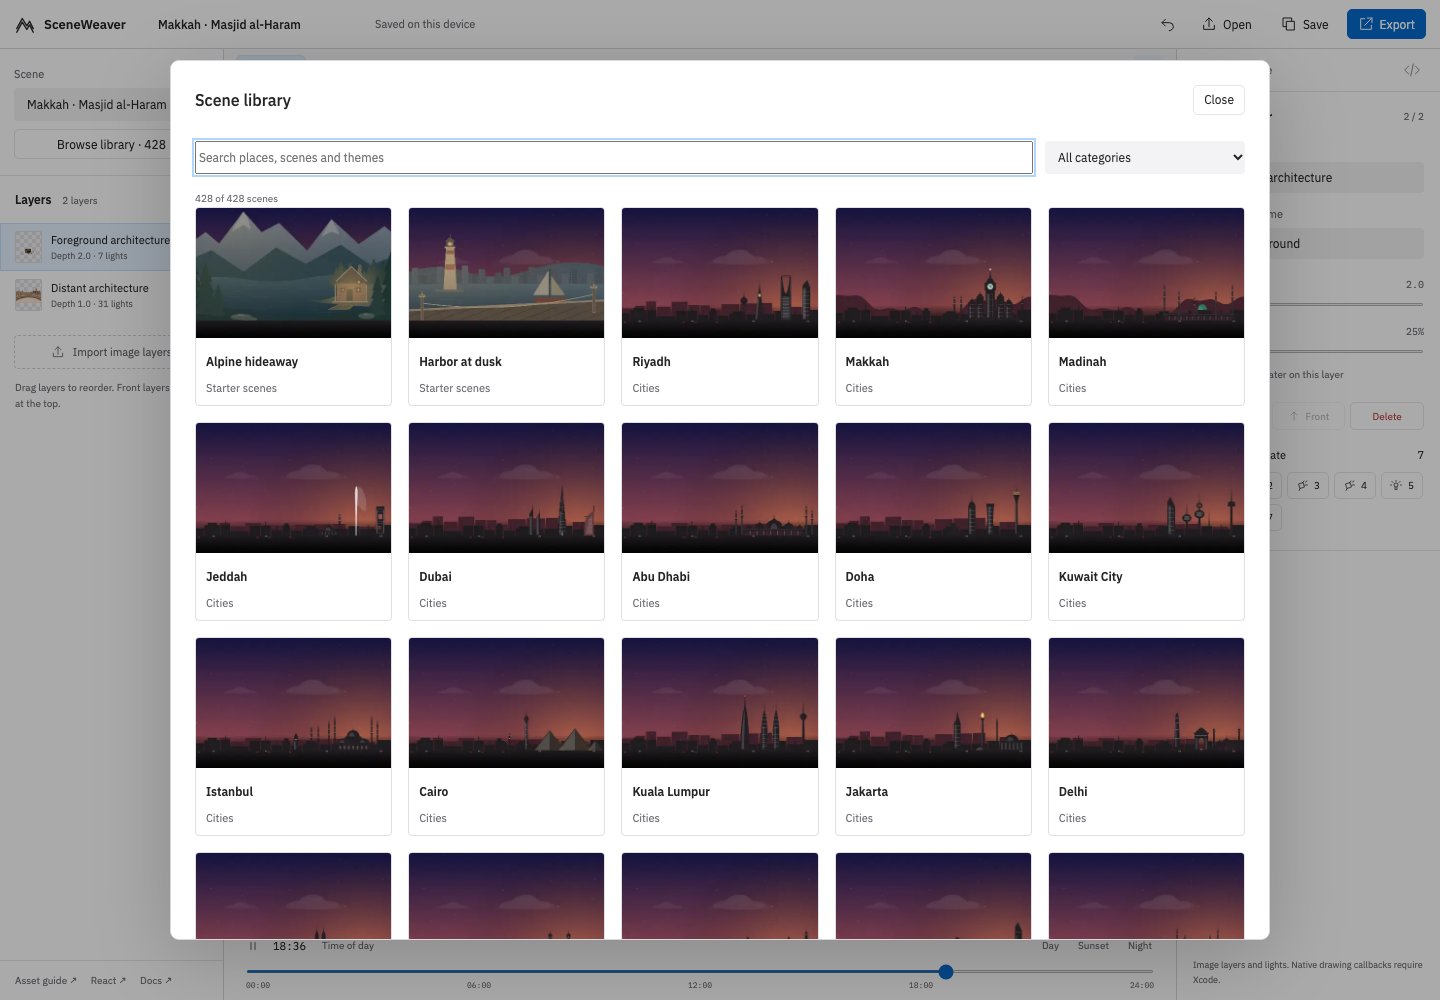 SceneWeaver
Makkah · Masjid al-Haram
Saved on this device
Open
Save
Export
Scene
Makkah · Masjid al-Haram
Browse library · 428
Layers
2 layers
Foreground architecture
Depth 2.0 · 7 lights
Distant architecture
Depth 1.0 · 31 lights
Import image layers
Drag layers to reorder. Front layers
at the top.
Asset guide ↗
React ↗
Docs ↗
Scene library
Close
Search places, scenes and themes
All categories
428 of 428 scenes
Alpine hideaway
Starter scenes
Harbor at dusk
Starter scenes
Riyadh
Cities
Makkah
Cities
Madinah
Cities
Jeddah
Cities
Dubai
Cities
Abu Dhabi
Cities
Doha
Cities
Kuwait City
Cities
Istanbul
Cities
Cairo
Cities
Kuala Lumpur
Cities
Jakarta
Cities
Delhi
Cities
18:36
Time of day
Day
Sunset
Night
00:00
06:00
12:00
18:00
24:00
</>
2 / 2
architecture
2.0
25%
on this layer
Front
Delete
7
3
4
5
Image layers and lights. Native drawing callbacks require
Xcode.